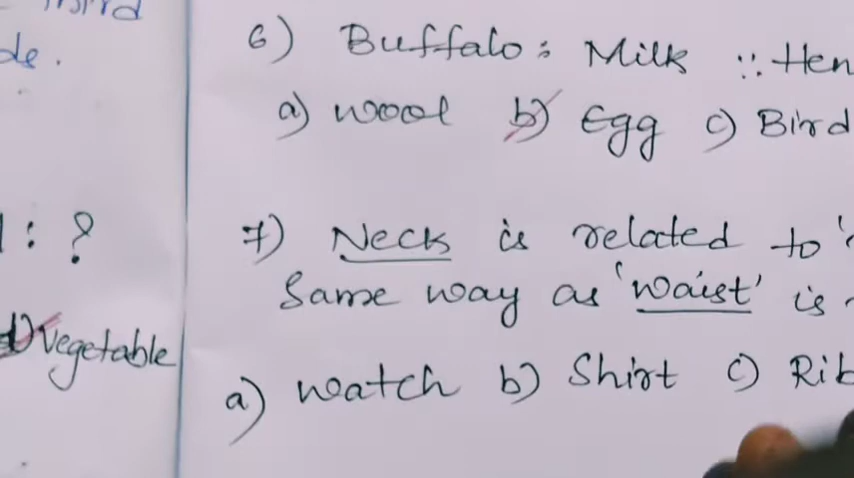 de.
: ?
d) Vegetable
6) Buffalo : Milk :: Hen
a) wool b) Egg c) Bird
7) Neck is related to '
Same way as 'waist' is
a) watch b) Shirt c) Rib